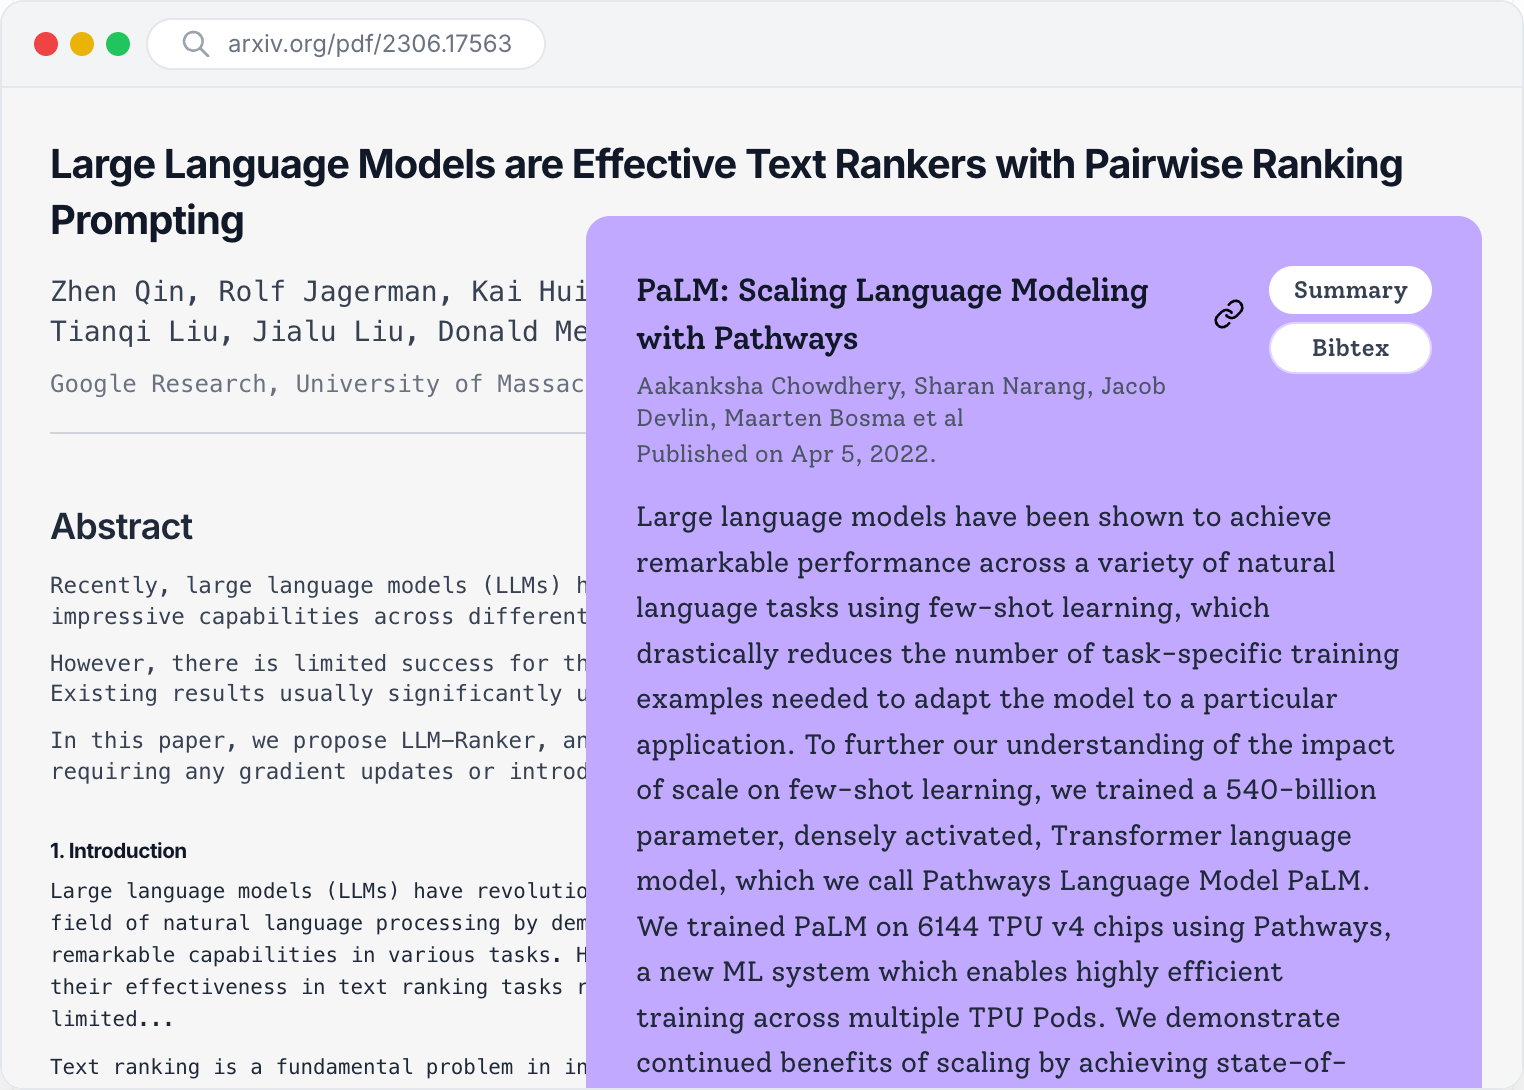 arxiv.org/pdf/2306.17563
Large Language Models are Effective Text Rankers with Pairwise Ranking
Prompting
Zhen Qin, Rolf Jagerman, Kai Hui
Tianqi Liu, Jialu Liu, Donald Me
Google Research, University of Massac
Abstract
Recently, large language models (LLMs) h
impressive capabilities across different
However, there is limited success for th
Existing results usually significantly u
In this paper, we propose LLM-Ranker, an
requiring any gradient updates or introd
1. Introduction
Large language models (LLMs) have revolutio
field of natural language processing by dem
remarkable capabilities in various tasks. H
their effectiveness in text ranking tasks r
limited...
Text ranking is a fundamental problem in in
PaLM: Scaling Language Modeling
with Pathways
Summary
Bibtex
Aakanksha Chowdhery, Sharan Narang, Jacob
Devlin, Maarten Bosma et al
Published on Apr 5, 2022.
Large language models have been shown to achieve
remarkable performance across a variety of natural
language tasks using few-shot learning, which
drastically reduces the number of task-specific training
examples needed to adapt the model to a particular
application. To further our understanding of the impact
of scale on few-shot learning, we trained a 540-billion
parameter, densely activated, Transformer language
model, which we call Pathways Language Model PaLM.
We trained PaLM on 6144 TPU v4 chips using Pathways,
a new ML system which enables highly efficient
training across multiple TPU Pods. We demonstrate
continued benefits of scaling by achieving state-of-